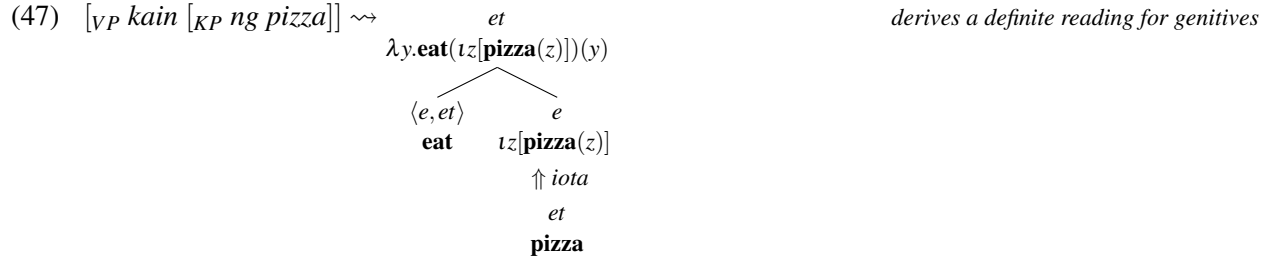 (47) [VP kain [KP ng pizza]] ⇝ et derives a definite reading for genitives
λy.eat(ιz[pizza(z)])(y)
⟨e,et⟩ e
eat ιz[pizza(z)]
⇑ iota
et
pizza